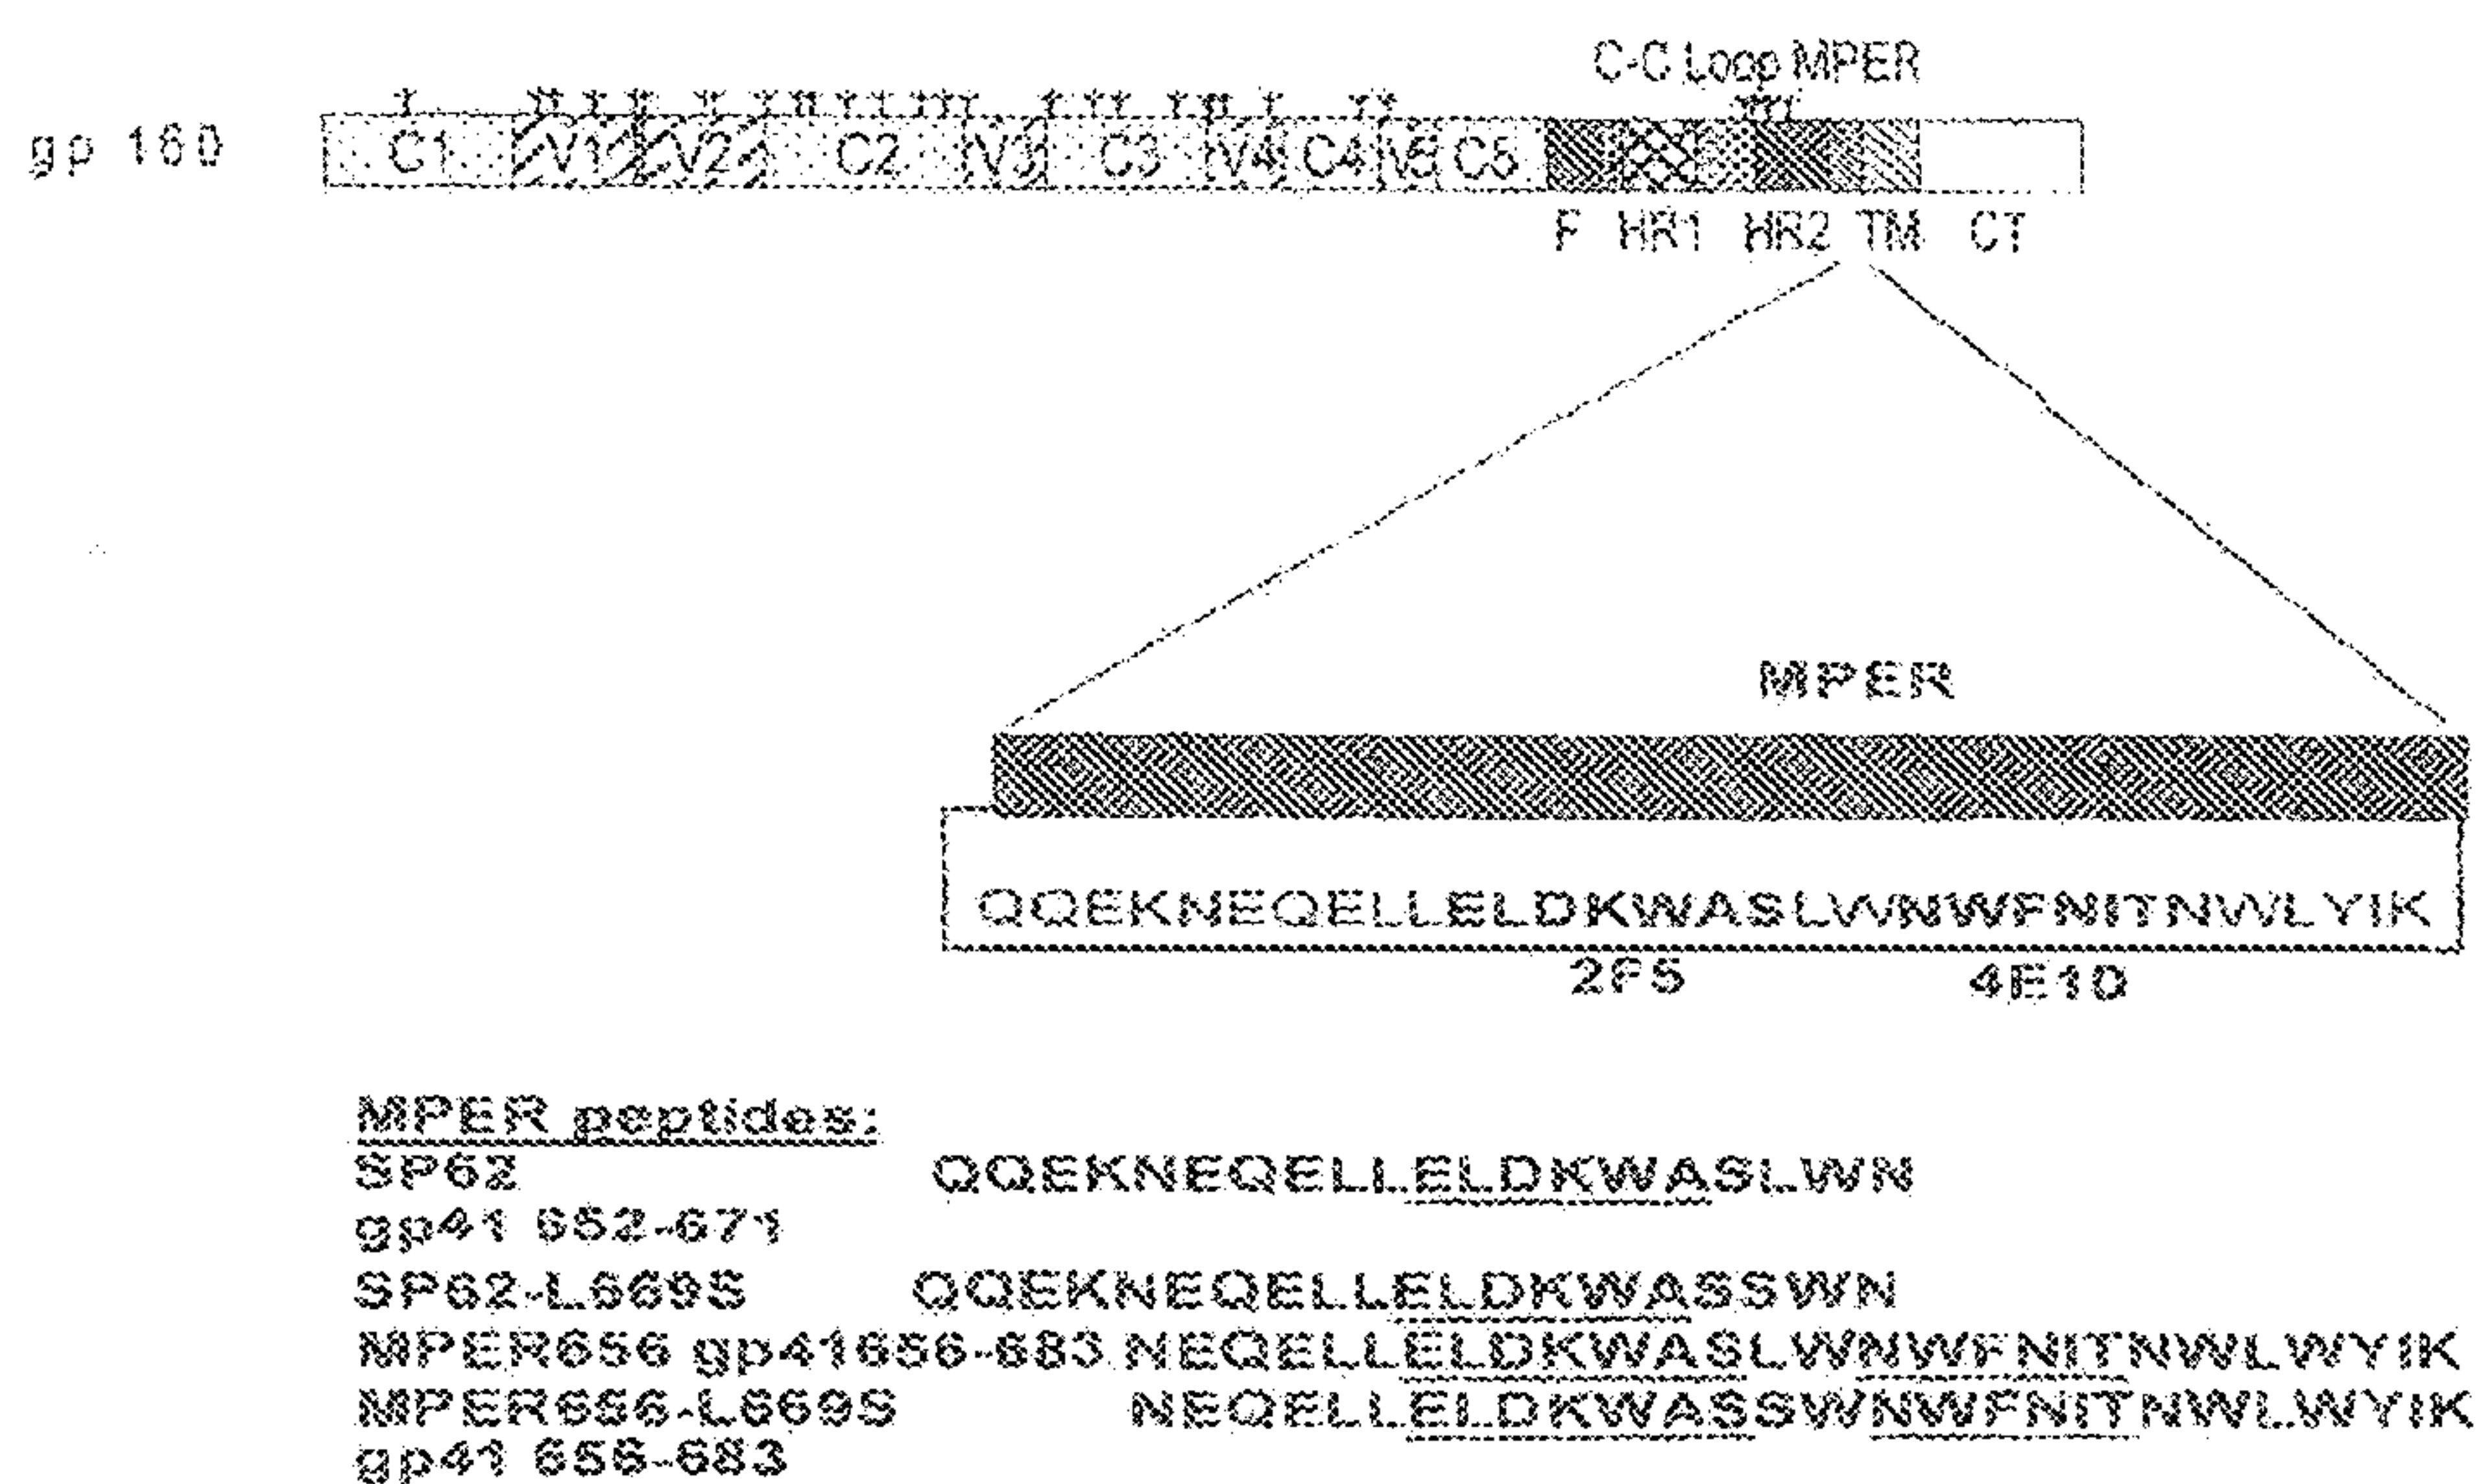 C-C Loop MPER
gp 160 C1 V1 V2 C2 V3 C3 V4 C4 V5 C5
F HR1 HR2 TM CT
MPER
QQEKNEQELLELDKWASLWNWFNITNWLYIK
2F5 4E10
MPER peptides:
SP62 QQEKNEQELLELDKWASLWN
gp41 652-671
SP62-L669S QQEKNEQELLELDKWASSWN
MPER656 gp41656-683 NEQELLELDKWASLWNWFNITNWLWYIK
MPER656-L669S NEQELLELDKWASSWNWFNITNWLWYIK
gp41 656-683